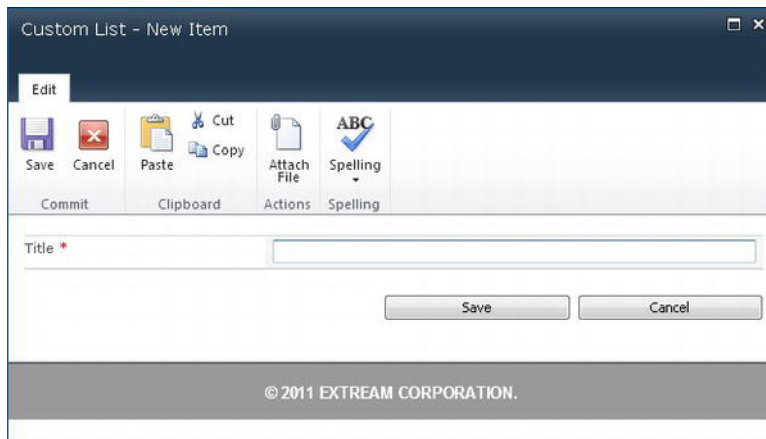 Custom List - New Item
Edit
Save
Cancel
Paste
Cut
Copy
Attach
File
ABC
Spelling
Commit
Clipboard
Actions
Spelling
Title *
Save
Cancel
© 2011 EXTREAM CORPORATION.